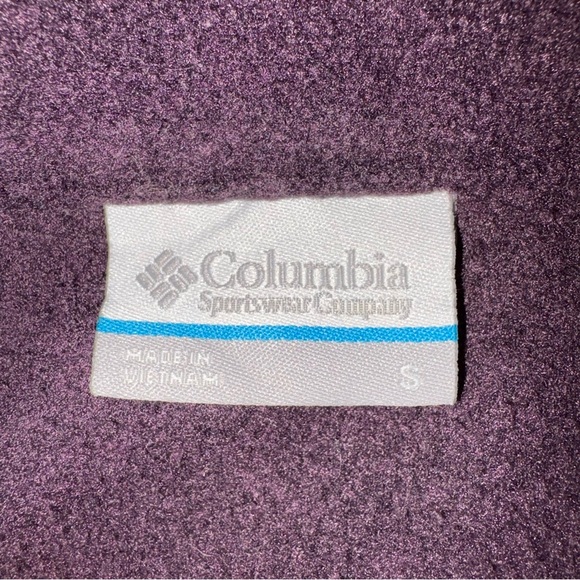 Columbia
Sportswear Company
MADE IN
VIETNAM
S